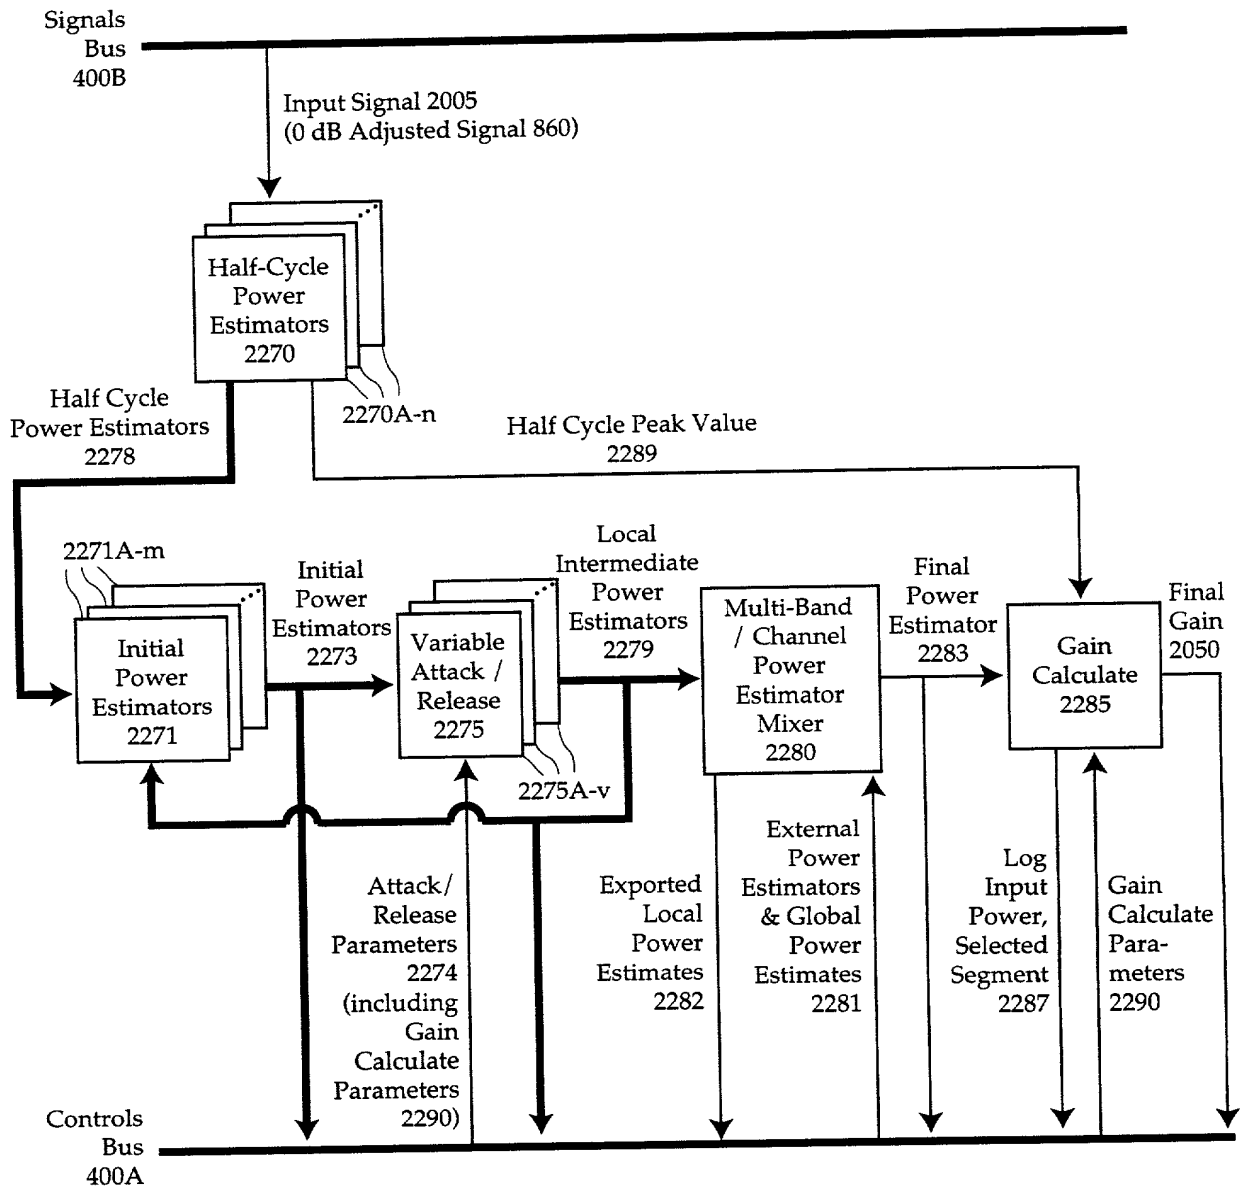 Signals
Bus
400B
Input Signal 2005
(0 dB Adjusted Signal 860)
Half-Cycle
Power
Estimators
2270
2270A-n
Half Cycle
Power Estimators
2278
Half Cycle Peak Value
2289
2271A-m
Initial
Power
Estimators
2271
Initial
Power
Estimators
2273
Variable
Attack /
Release
2275
2275A-v
Local
Intermediate
Power
Estimators
2279
Multi-Band
/ Channel
Power
Estimator
Mixer
2280
Final
Power
Estimator
2283
Gain
Calculate
2285
Final
Gain
2050
Attack/
Release
Parameters
2274
(including
Gain
Calculate
Parameters
2290)
Exported
Local
Power
Estimates
2282
External
Power
Estimators
& Global
Power
Estimates
2281
Log
Input
Power,
Selected
Segment
2287
Gain
Calculate
Para-
meters
2290
Controls
Bus
400A